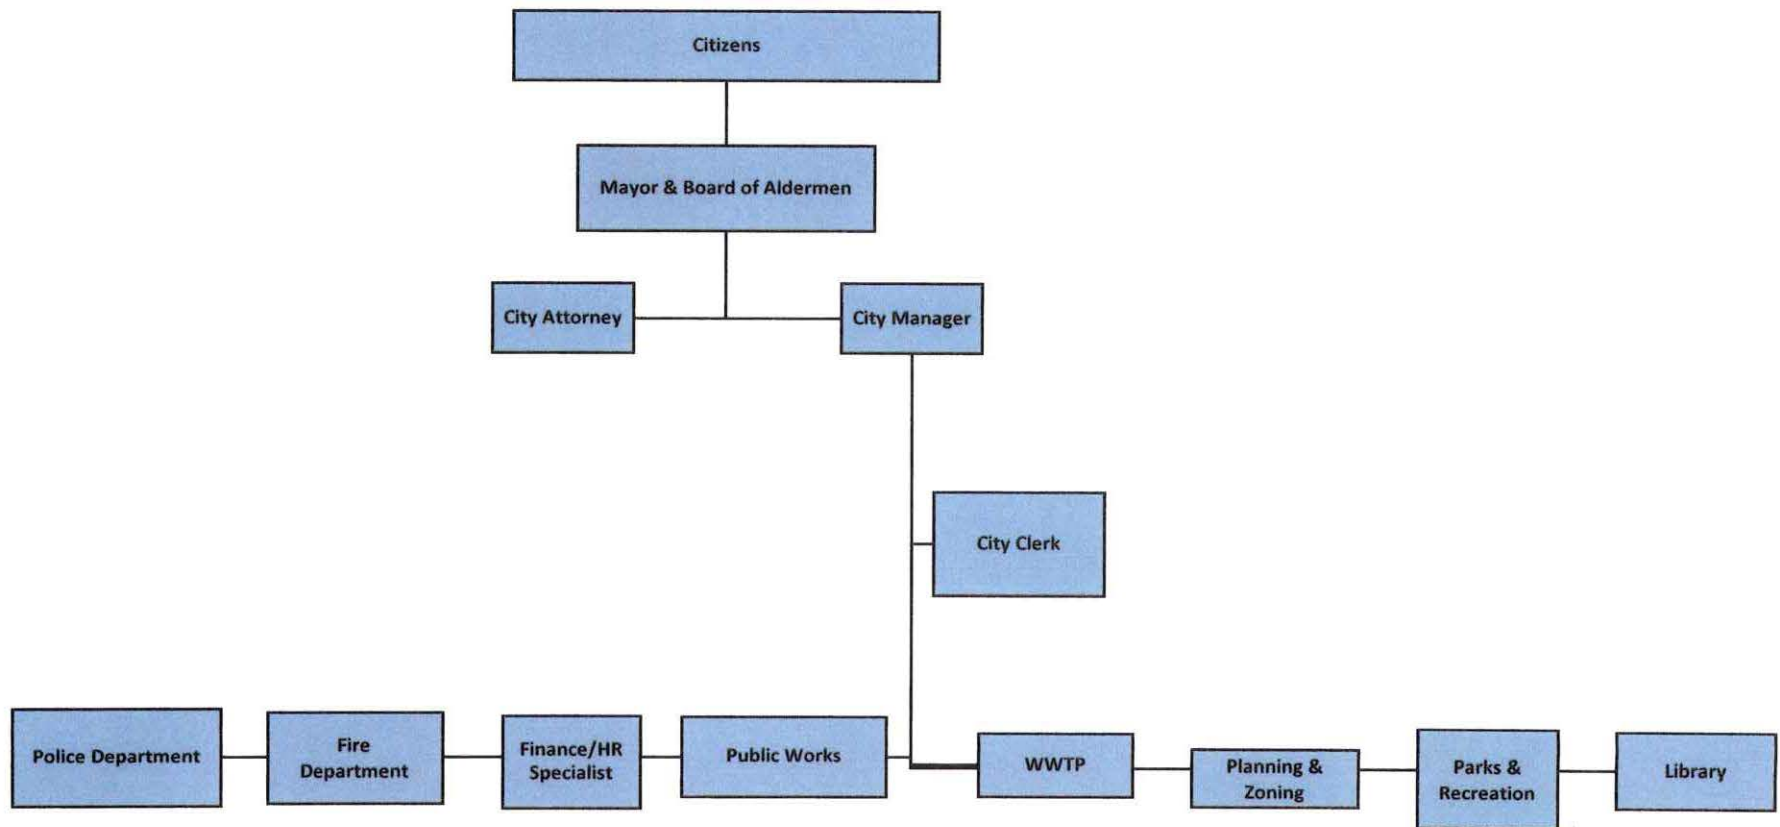 Citizens
Mayor & Board of Aldermen
City Attorney
City Manager
City Clerk
Police Department
Fire
Department
Finance/HR
Specialist
Public Works
WWTP
Planning &
Zoning
Parks &
Recreation
Library